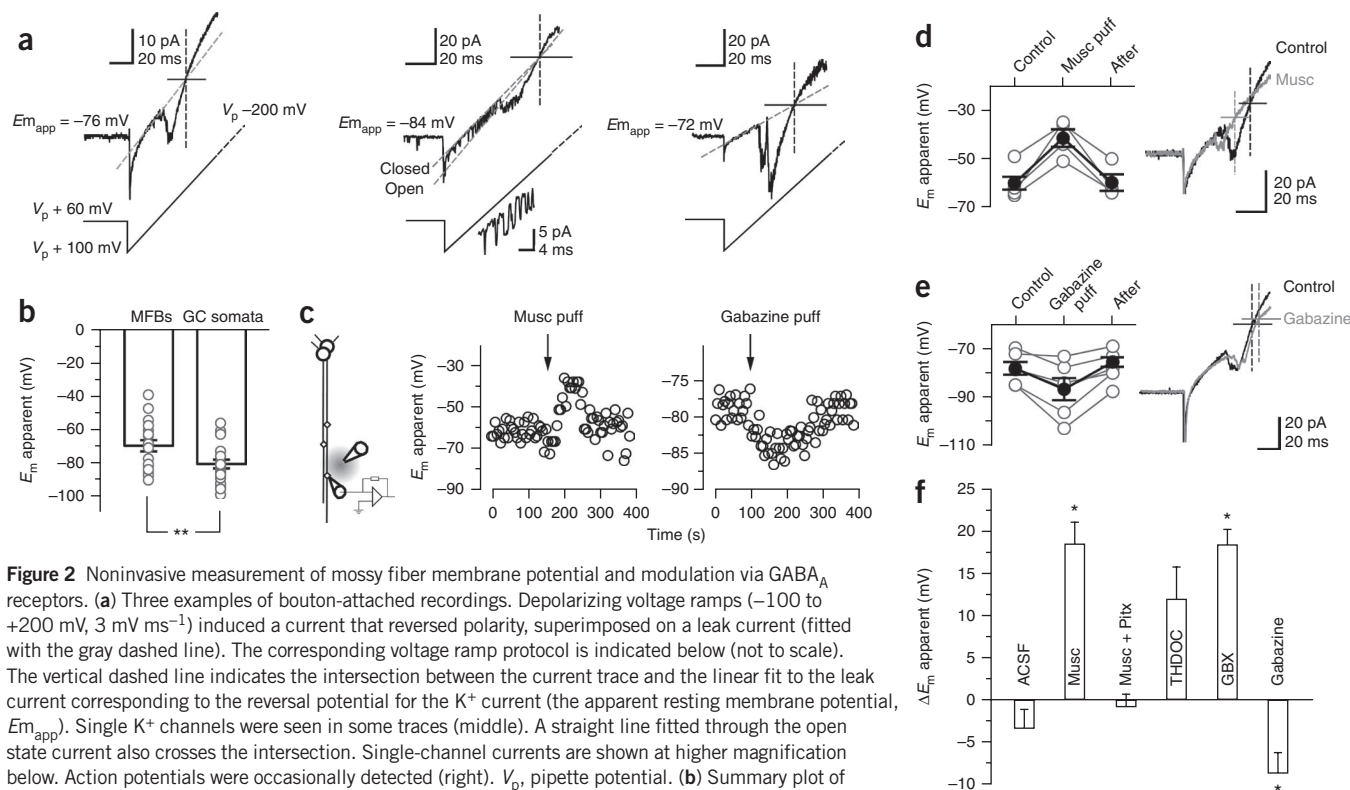 a
10 pA
20 ms
Em_app = −76 mV
V_p −200 mV
V_p + 60 mV
V_p + 100 mV
20 pA
20 ms
Em_app = −84 mV
Closed
Open
5 pA
4 ms
20 pA
20 ms
Em_app = −72 mV
b
MFBs
GC somata
E_m apparent (mV)
0
−20
−40
−60
−80
−100
**
c
Musc puff
E_m apparent (mV)
−30
−50
−70
−90
0 100 200 300 400
Gabazine puff
−75
−80
−85
−90
0 100 200 300 400
Time (s)
d
Control
Musc puff
After
E_m apparent (mV)
−30
−50
−70
Control
Musc
20 pA
20 ms
e
Control
Gabazine
puff
After
E_m apparent (mV)
−70
−90
−110
Control
Gabazine
20 pA
20 ms
f
ΔE_m apparent (mV)
25
20
15
10
5
0
−5
−10
ACSF
Musc
*
Musc + Pitx
THDOC
GBX
*
Gabazine
*
Figure 2 Noninvasive measurement of mossy fiber membrane potential and modulation via GABA_A
receptors. (a) Three examples of bouton-attached recordings. Depolarizing voltage ramps (−100 to
+200 mV, 3 mV ms⁻¹) induced a current that reversed polarity, superimposed on a leak current (fitted
with the gray dashed line). The corresponding voltage ramp protocol is indicated below (not to scale).
The vertical dashed line indicates the intersection between the current trace and the linear fit to the leak
current corresponding to the reversal potential for the K⁺ current (the apparent resting membrane potential,
Em_app). Single K⁺ channels were seen in some traces (middle). A straight line fitted through the open
state current also crosses the intersection. Single-channel currents are shown at higher magnification
below. Action potentials were occasionally detected (right). V_p, pipette potential. (b) Summary plot of